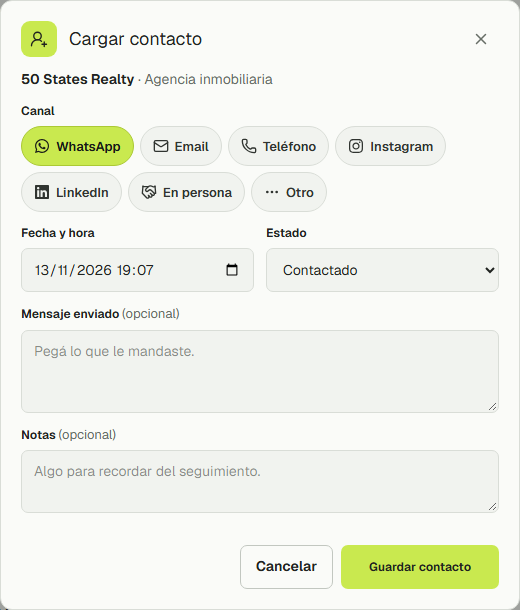 Cargar contacto
50 States Realty · Agencia inmobiliaria
Canal
WhatsApp Email Teléfono Instagram
LinkedIn En persona Otro
Fecha y hora Estado
13/11/2026 19:07 Contactado
Mensaje enviado (opcional)
Pegá lo que le mandaste.
Notas (opcional)
Algo para recordar del seguimiento.
Cancelar Guardar contacto